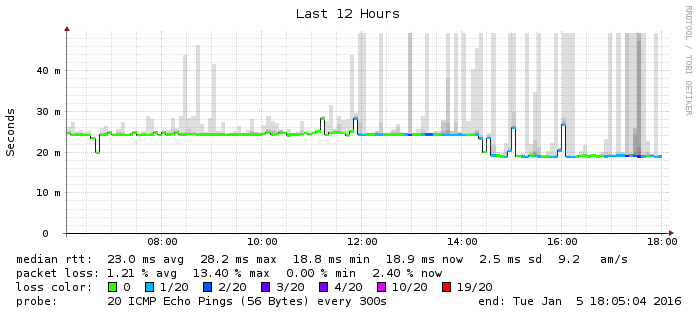 Last 12 Hours
RRDTOOL / TOBI OETIKER
Seconds
40 m
30 m
20 m
10 m
0
08:00 10:00 12:00 14:00 16:00 18:00
median rtt: 23.0 ms avg 28.2 ms max 18.8 ms min 18.9 ms now 2.5 ms sd 9.2 am/s
packet loss: 1.21 % avg 13.40 % max 0.00 % min 2.40 % now
loss color: 0 1/20 2/20 3/20 4/20 10/20 19/20
probe: 20 ICMP Echo Pings (56 Bytes) every 300s end: Tue Jan 5 18:05:04 2016